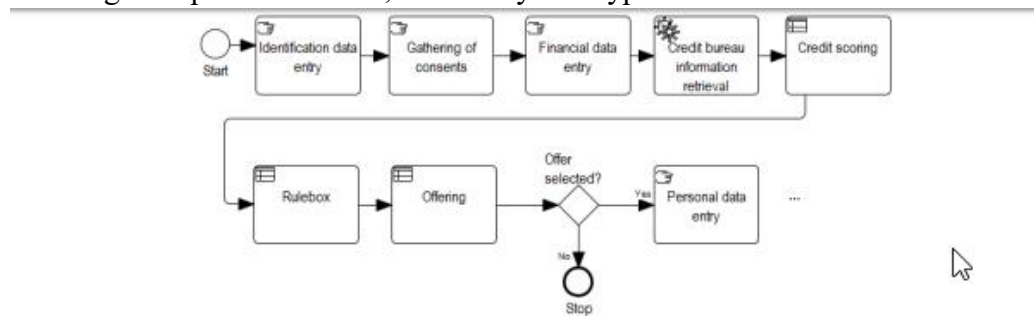 Identification data
entry
Gathering of
consents
Financial data
entry
Credit bureau
information
retrieval
Credit scoring
Start
Rulebox
Offering
Offer
selected?
Yes
Personal data
entry
...
No
Stop